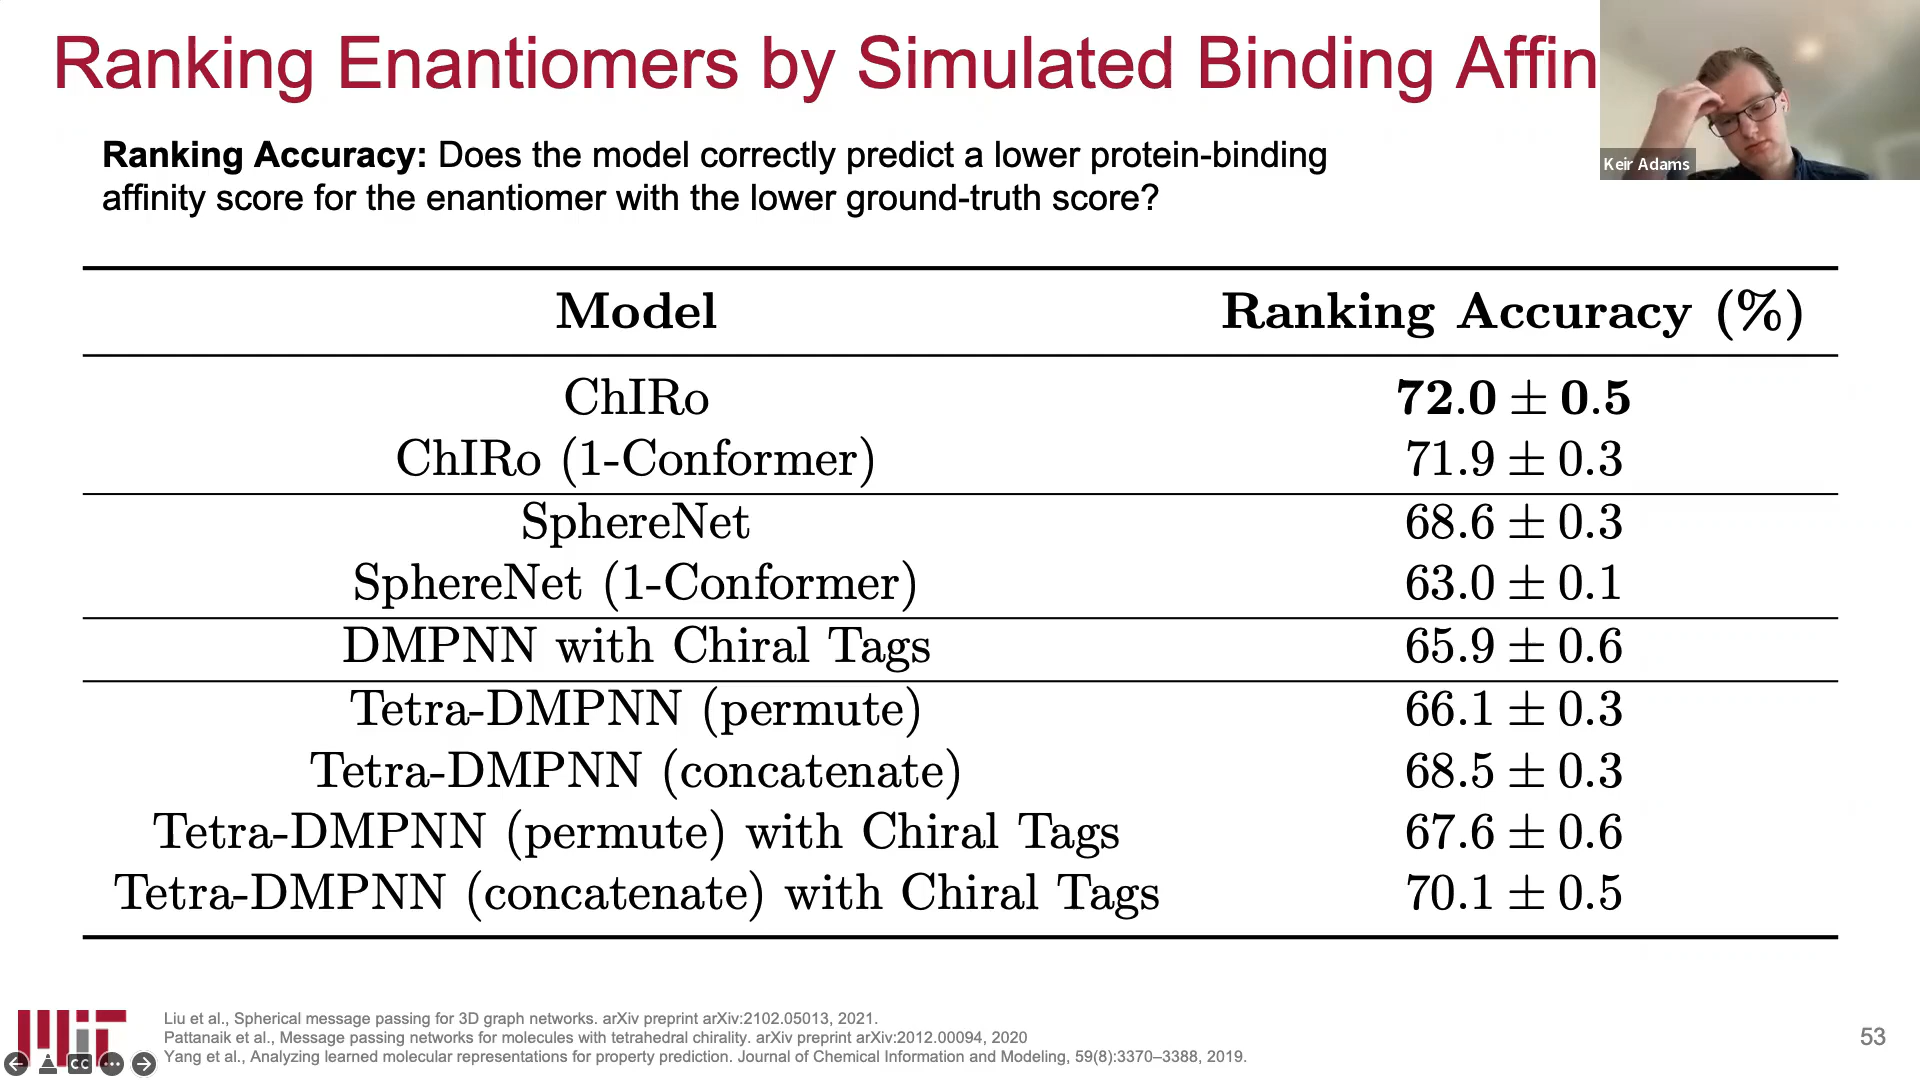 Ranking Enantiomers by Simulated Binding Affin
Keir Adams
Ranking Accuracy: Does the model correctly predict a lower protein-binding
affinity score for the enantiomer with the lower ground-truth score?
Model Ranking Accuracy (%)
ChIRo 72.0 ± 0.5
ChIRo (1-Conformer) 71.9 ± 0.3
SphereNet 68.6 ± 0.3
SphereNet (1-Conformer) 63.0 ± 0.1
DMPNN with Chiral Tags 65.9 ± 0.6
Tetra-DMPNN (permute) 66.1 ± 0.3
Tetra-DMPNN (concatenate) 68.5 ± 0.3
Tetra-DMPNN (permute) with Chiral Tags 67.6 ± 0.6
Tetra-DMPNN (concatenate) with Chiral Tags 70.1 ± 0.5
MIT
CC
Liu et al., Spherical message passing for 3D graph networks. arXiv preprint arXiv:2102.05013, 2021.
Pattanaik et al., Message passing networks for molecules with tetrahedral chirality. arXiv preprint arXiv:2012.00094, 2020
Yang et al., Analyzing learned molecular representations for property prediction. Journal of Chemical Information and Modeling, 59(8):3370–3388, 2019.
53